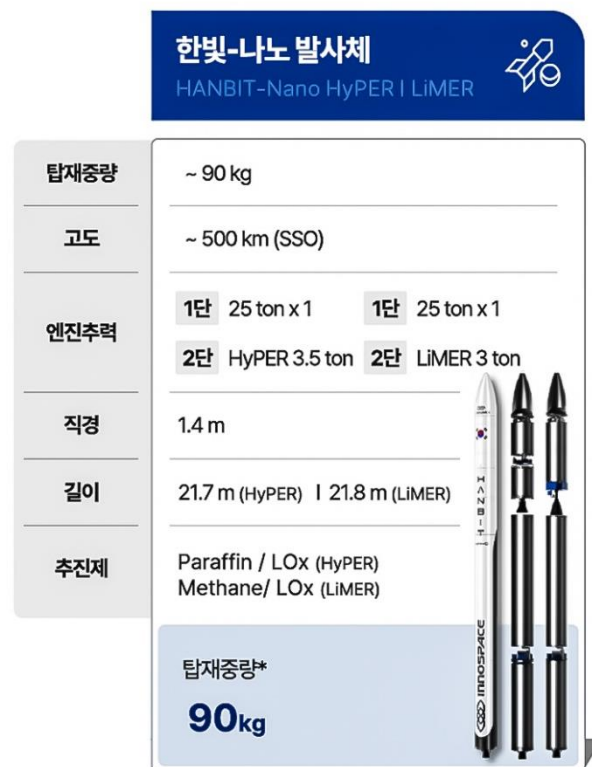 한빛-나노 발사체
HANBIT-Nano HyPER I LiMER
탑재중량
~ 90 kg
고도
~ 500 km (SSO)
엔진추력
1단 25 ton x 1 1단 25 ton x 1
2단 HyPER 3.5 ton 2단 LiMER 3 ton
직경
1.4 m
길이
21.7 m (HyPER) I 21.8 m (LiMER)
추진제
Paraffin / LOx (HyPER)
Methane/ LOx (LiMER)
탑재중량*
90kg
HANBIT
INNOSPACE